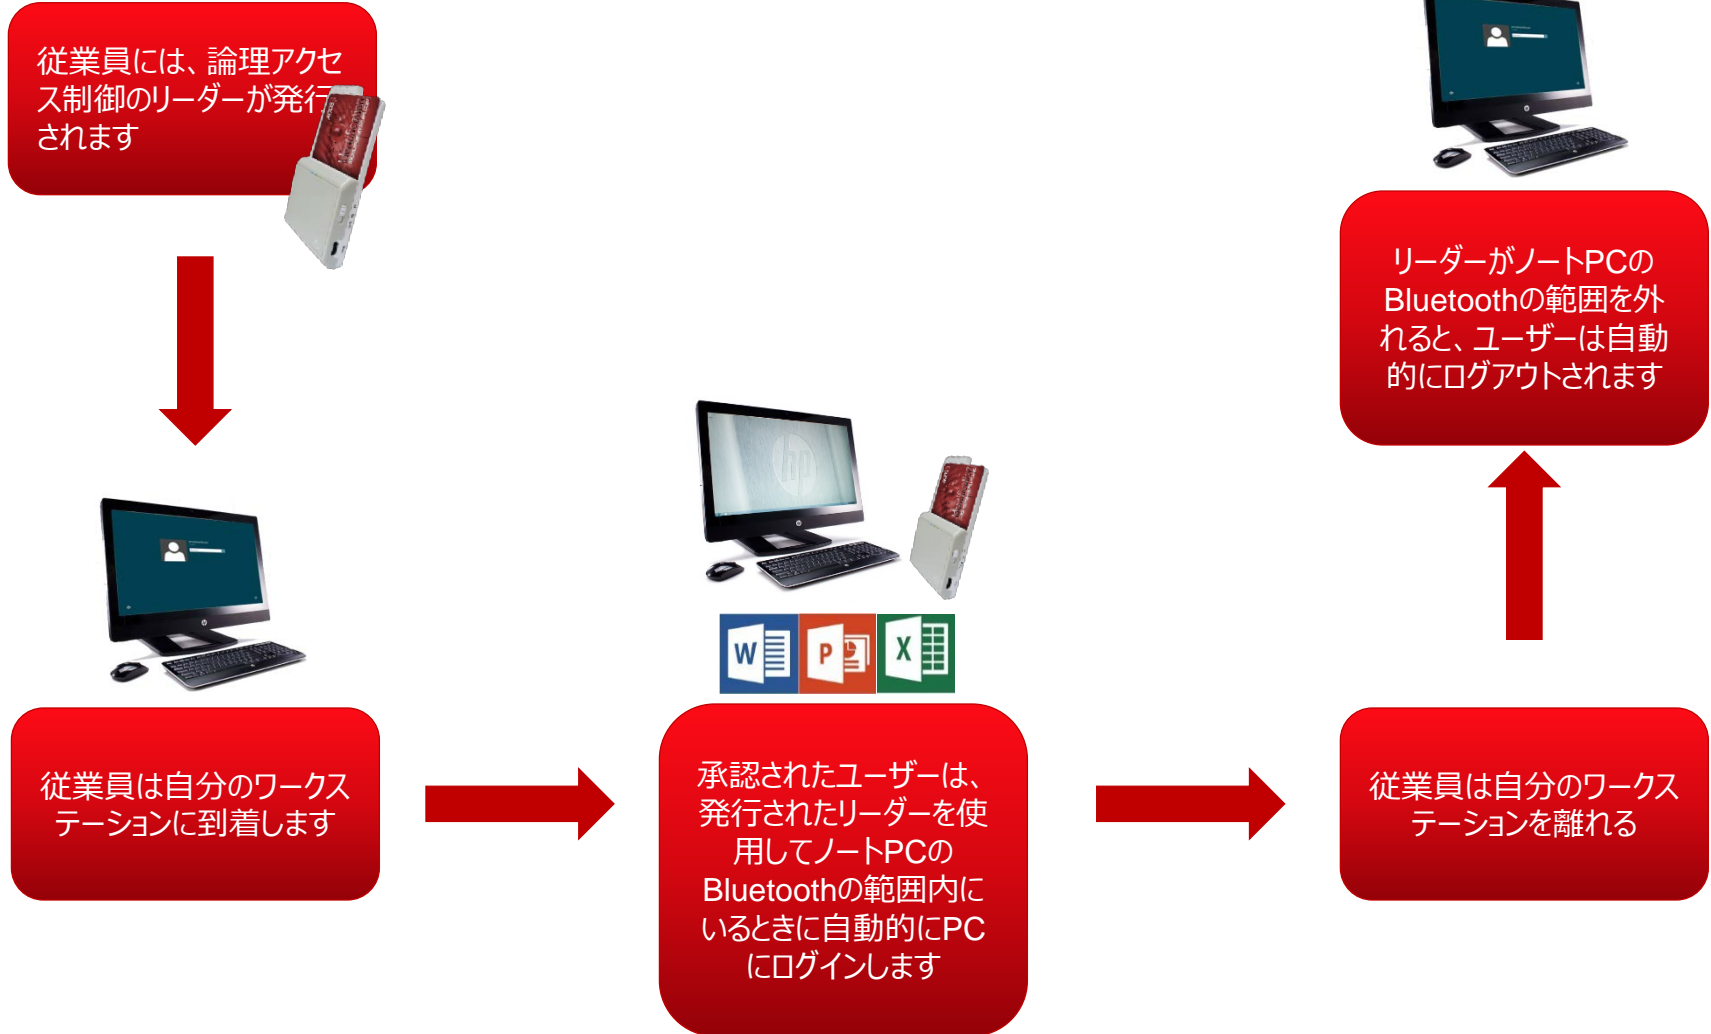 従業員には、論理アクセ
ス制御のリーダーが発行
されます
従業員は自分のワークス
テーションに到着します
hp
W
P
X
承認されたユーザーは、
発行されたリーダーを使
用してノートPCの
Bluetoothの範囲内に
いるときに自動的にPC
にログインします
従業員は自分のワークス
テーションを離れる
リーダーがノートPCの
Bluetoothの範囲を外
れると、ユーザーは自動
的にログアウトされます